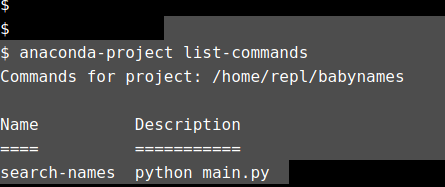 $
$
$ anaconda-project list-commands
Commands for project: /home/repl/babynames

Name          Description
====          ===========
search-names  python main.py